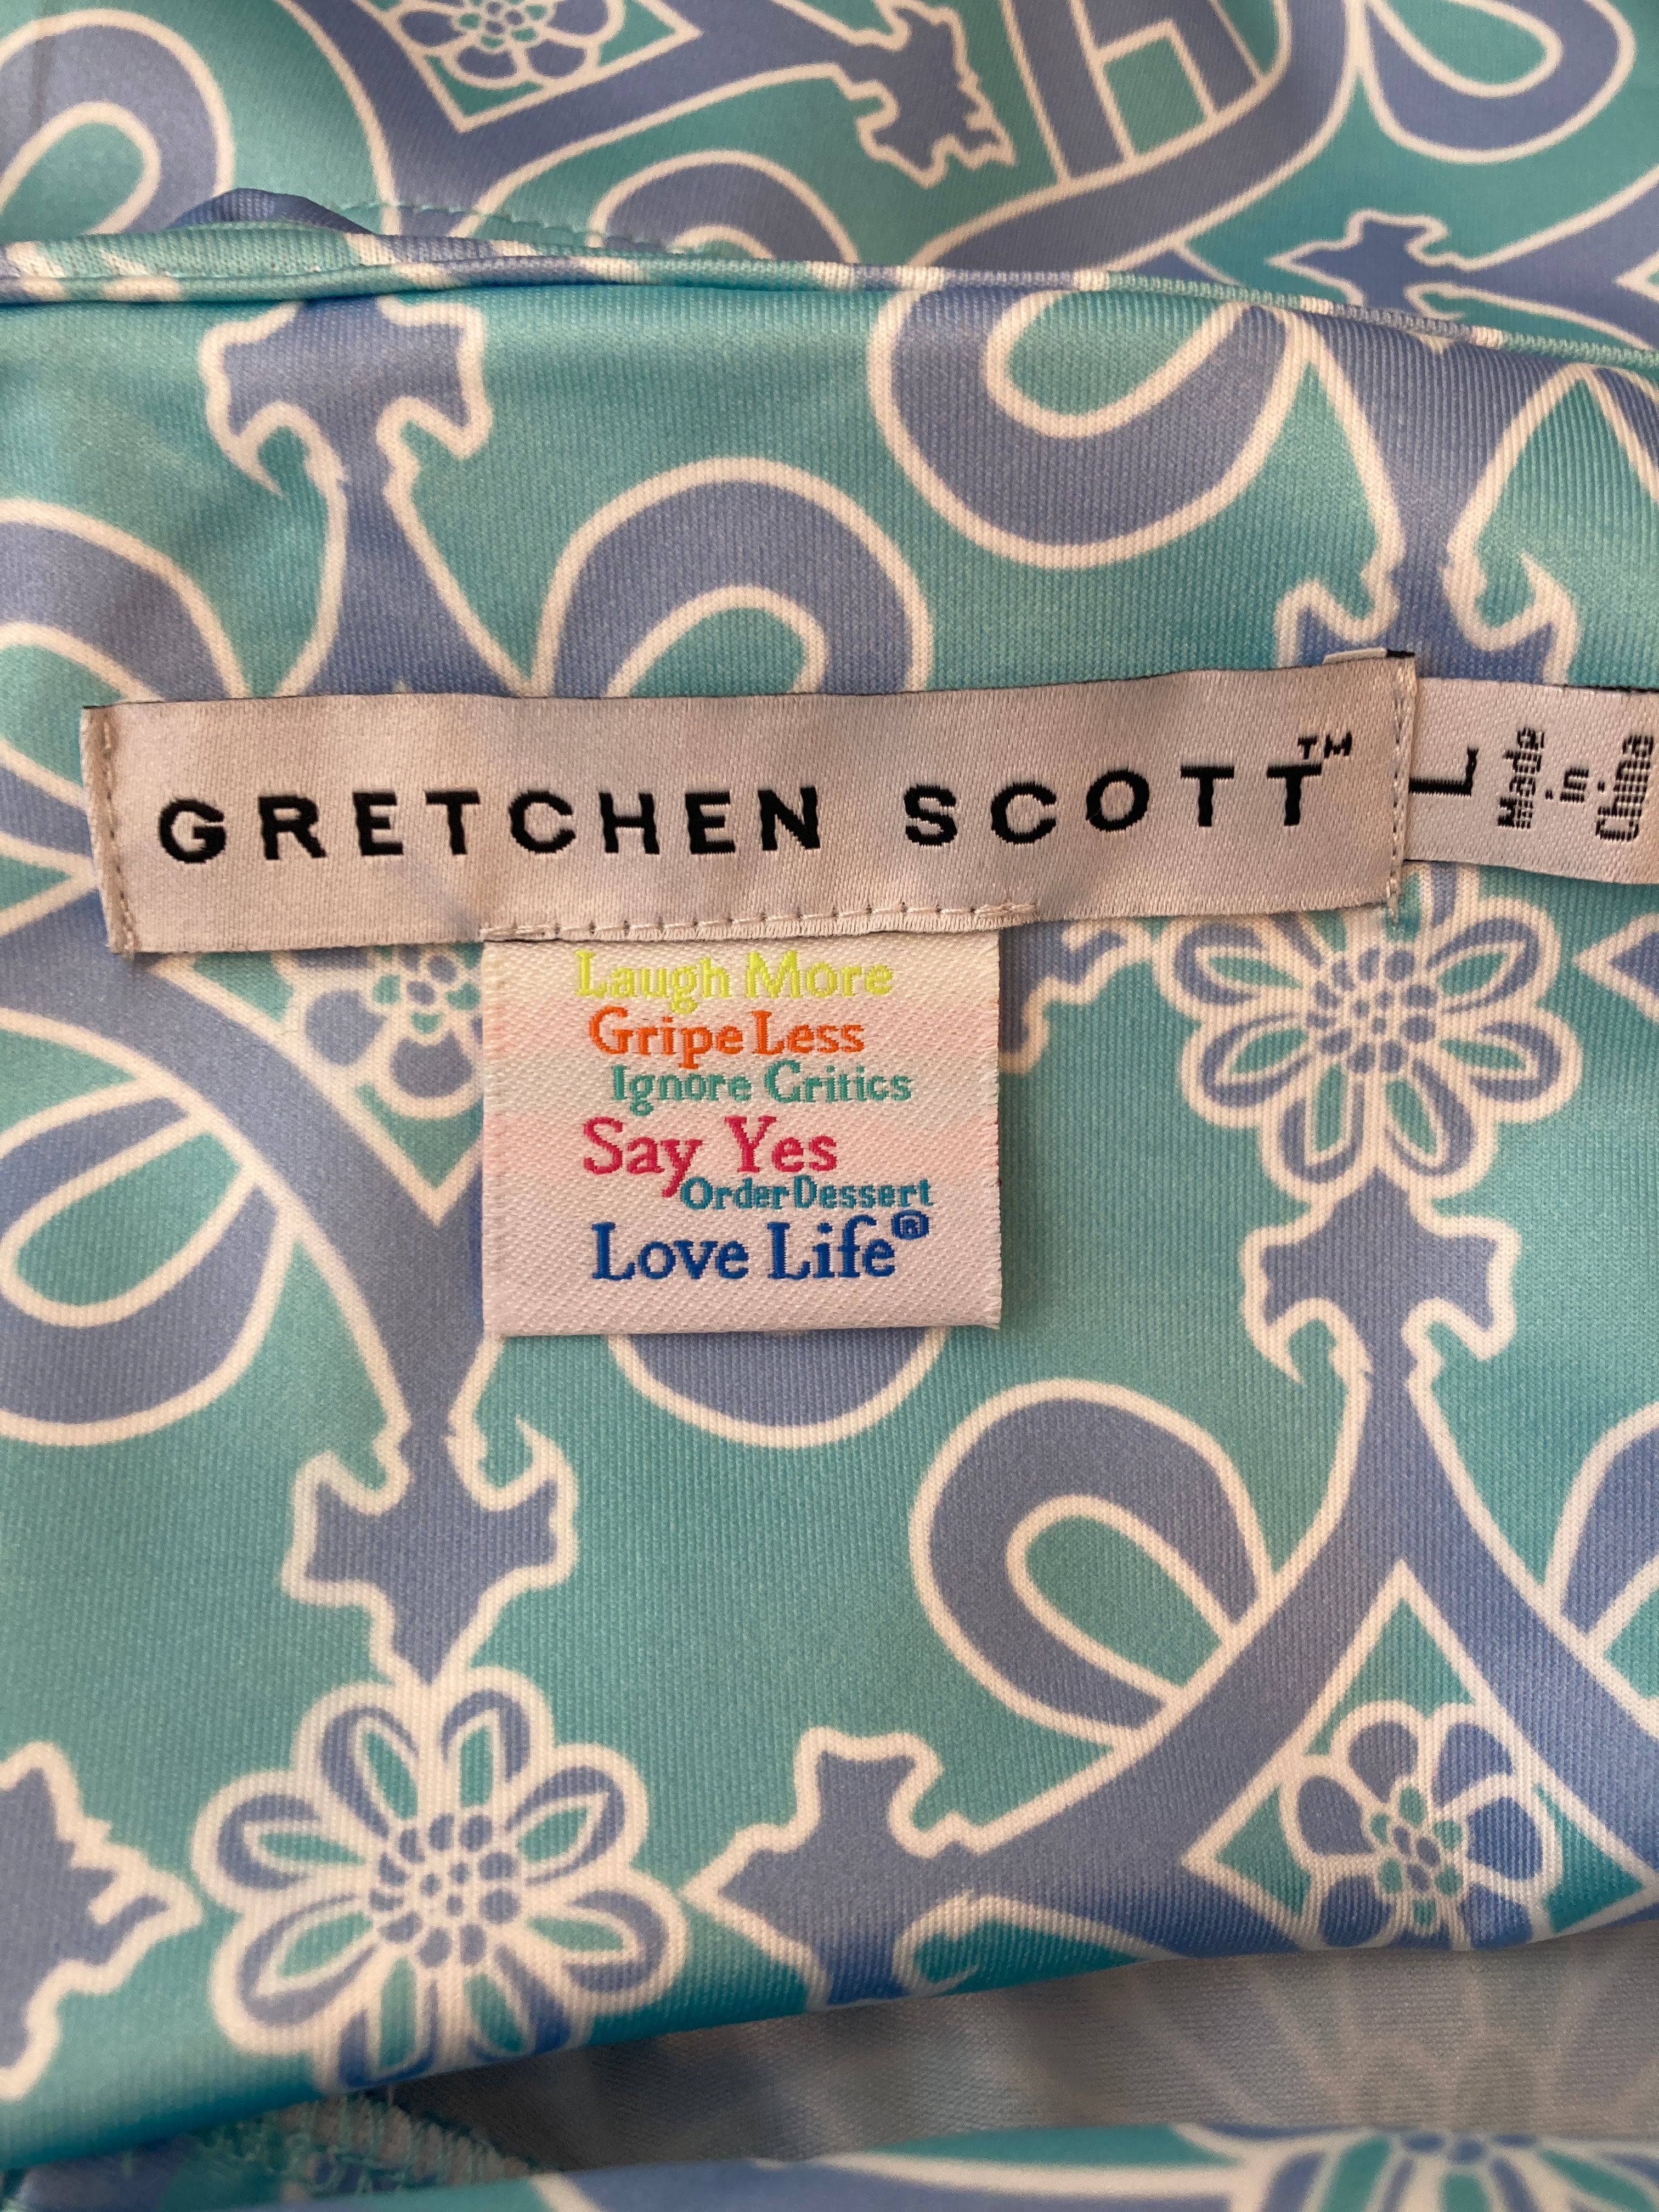 GRETCHEN SCOTT™
L
Made
in
China
Laugh More
Gripe Less
Ignore Critics
Say Yes
Order Dessert
Love Life®